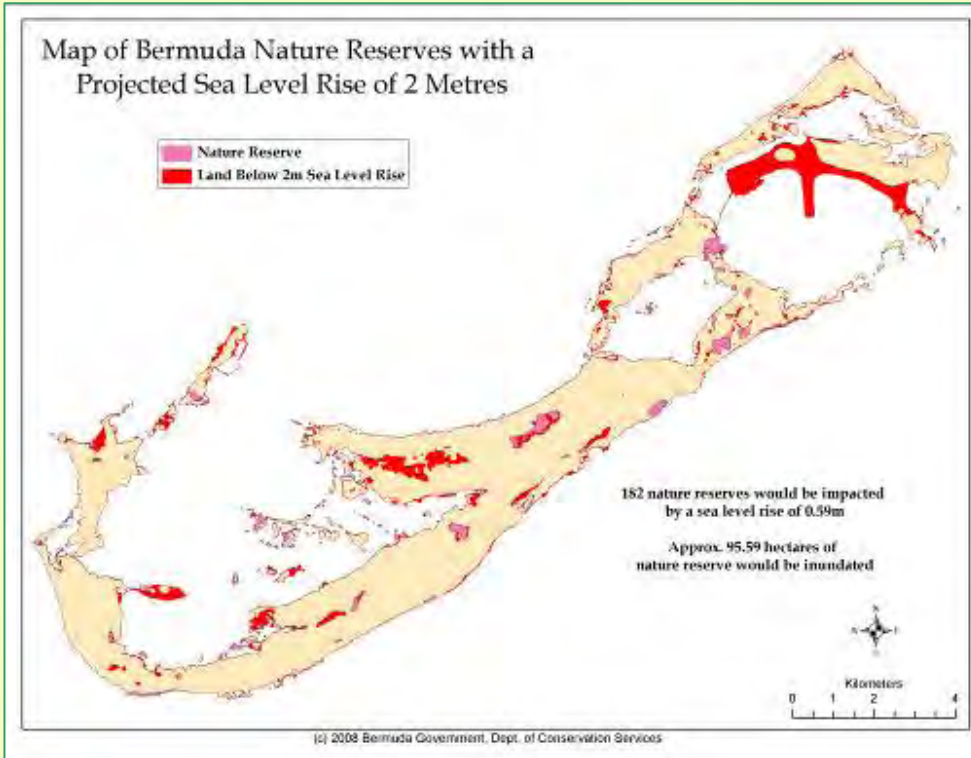 Map of Bermuda Nature Reserves with a
Projected Sea Level Rise of 2 Metres
Nature Reserve
Land Below 2m Sea Level Rise
182 nature reserves would be impacted
by a sea level rise of 0.59m
Approx. 95.59 hectares of
nature reserve would be inundated
N
Kilometers
0 1 2 4
(c) 2008 Bermuda Government, Dept. of Conservation Services